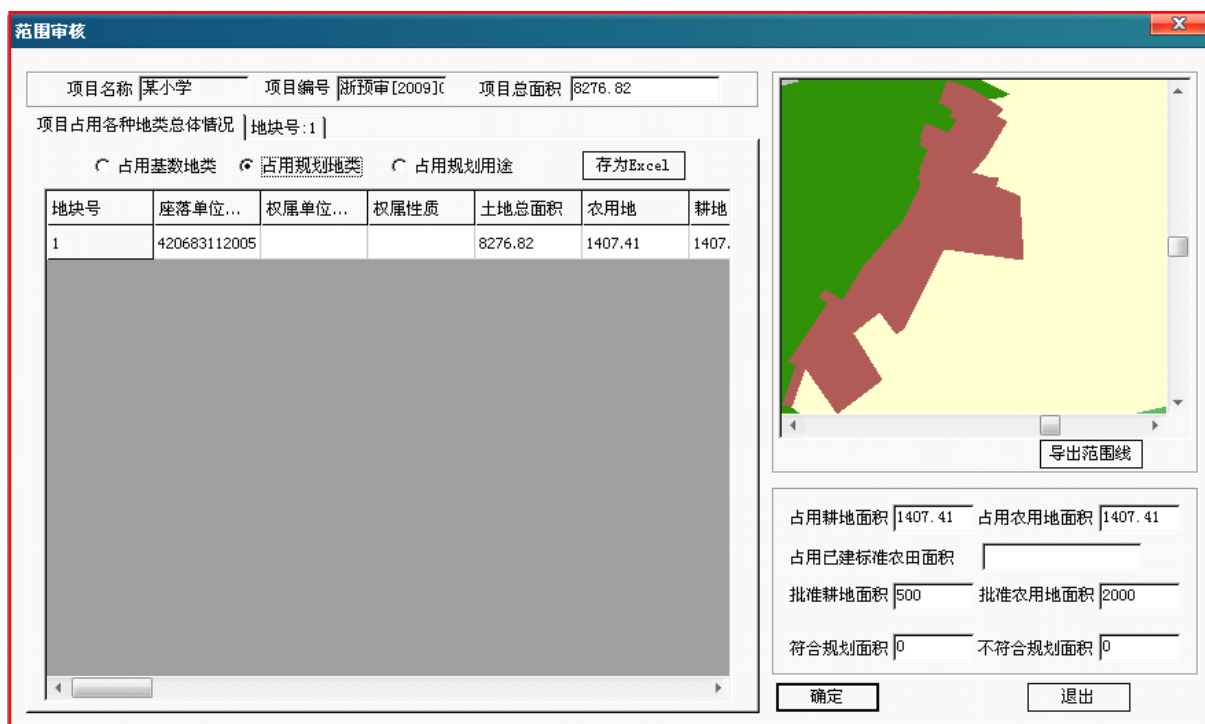 范围审核
X
项目名称 某小学 项目编号 浙预审[2009]( 项目总面积 8276.82
项目占用各种地类总体情况 地块号:1
占用基数地类 占用规划地类 占用规划用途 存为Excel
地块号 座落单位... 权属单位... 权属性质 土地总面积 农用地 耕地
1 420683112005 8276.82 1407.41 1407.
导出范围线
占用耕地面积 1407.41 占用农用地面积 1407.41
占用已建标准农田面积
批准耕地面积 500 批准农用地面积 2000
符合规划面积 0 不符合规划面积 0
确定 退出